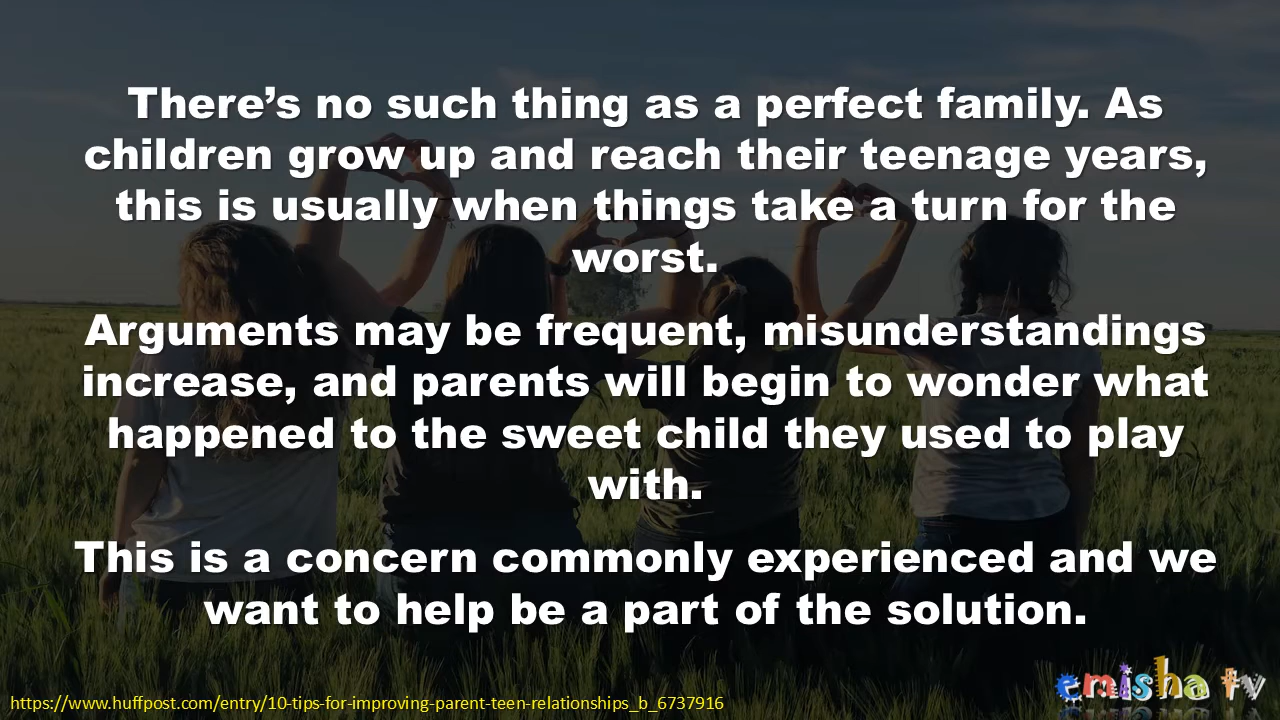 There’s no such thing as a perfect family. As
children grow up and reach their teenage years,
this is usually when things take a turn for the
worst.
Arguments may be frequent, misunderstandings
increase, and parents will begin to wonder what
happened to the sweet child they used to play
with.
This is a concern commonly experienced and we
want to help be a part of the solution.
emisha tv
https://www.huffpost.com/entry/10-tips-for-improving-parent-teen-relationships_b_6737916